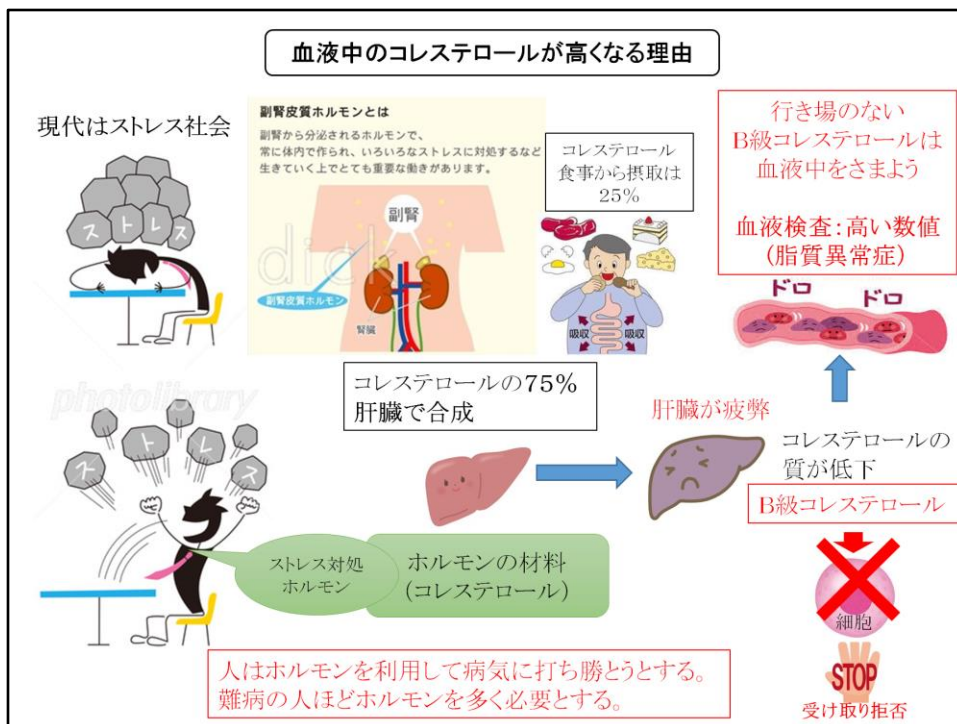 血液中のコレステロールが高くなる理由
現代はストレス社会
ストレス
副腎皮質ホルモンとは
副腎から分泌されるホルモンで、
常に体内で作られ、いろいろなストレスに対処するなど
生きていく上でとても重要な働きがあります。
副腎
dick
副腎皮質ホルモン
腎臓
コレステロール
食事から摂取は
25%
吸収
吸収
行き場のない
B級コレステロールは
血液中をさまよう
血液検査:高い数値
(脂質異常症)
ドロ
ドロ
photolibrary
ストレス
コレステロールの75%
肝臓で合成
肝臓が疲弊
コレステロールの
質が低下
B級コレステロール
細胞
STOP
受け取り拒否
ストレス対処
ホルモン
ホルモンの材料
(コレステロール)
人はホルモンを利用して病気に打ち勝とうとする。
難病の人ほどホルモンを多く必要とする。